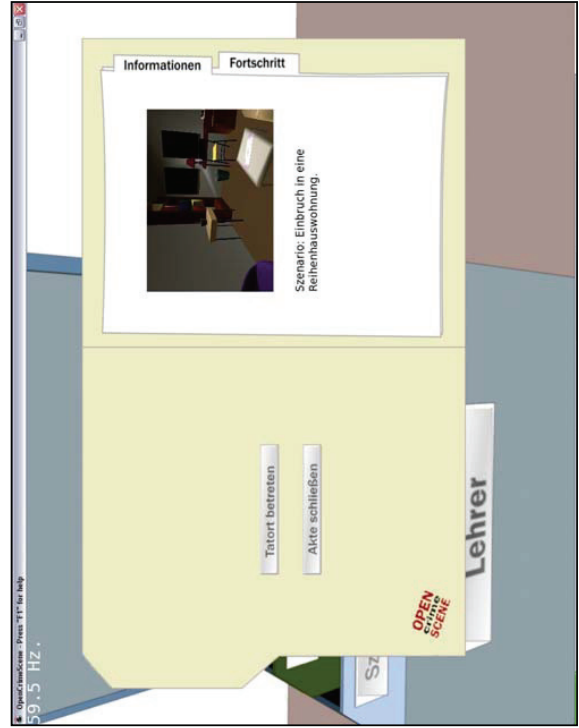 OpenCrimeScene - Press "F1" for help
59.5 Hz.
Informationen
Fortschritt
Szenario: Einbruch in eine
Reihenhauswohnung.
Tatort betreten
Akte schließen
OPEN
crime
SCENE
Sz
Lehrer